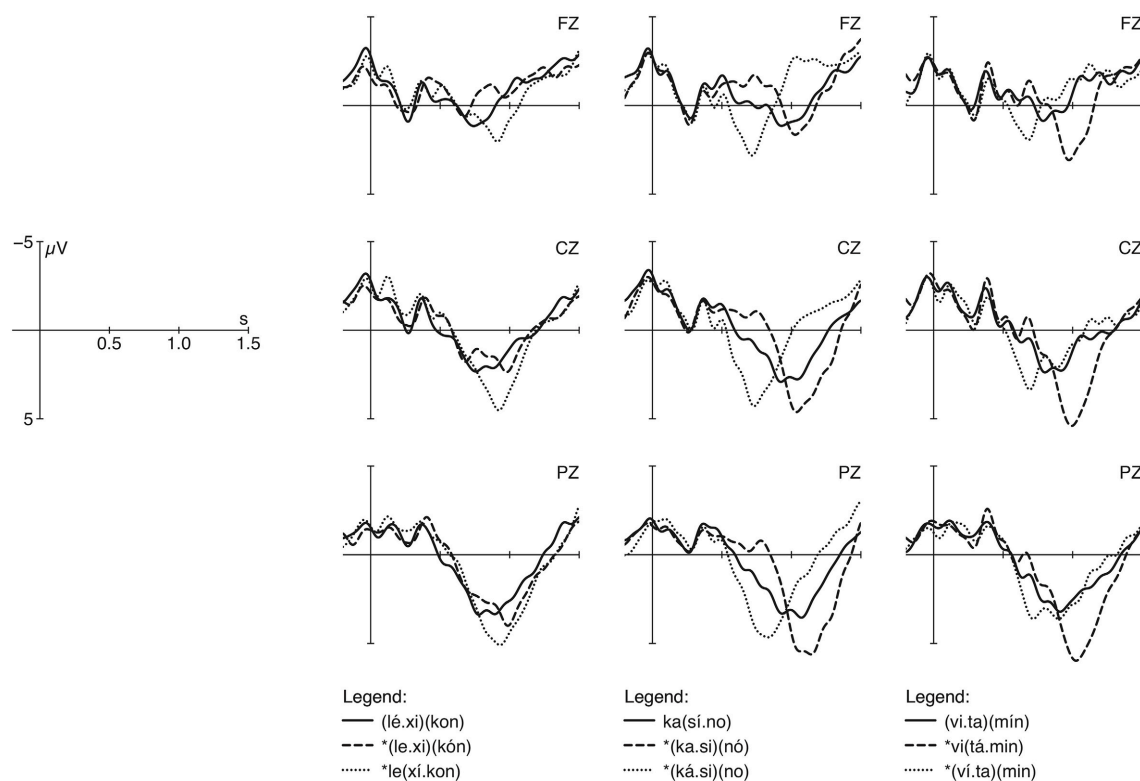 FZ
FZ
FZ
−5
µV
s
0.5
1.0
1.5
5
CZ
CZ
CZ
PZ
PZ
PZ
Legend:
(lé.xi)(kon)
*(le.xi)(kón)
*le(xí.kon)
Legend:
ka(sí.no)
*(ka.si)(nó)
*(ká.si)(no)
Legend:
(vi.ta)(mín)
*vi(tá.min)
*(ví.ta)(min)